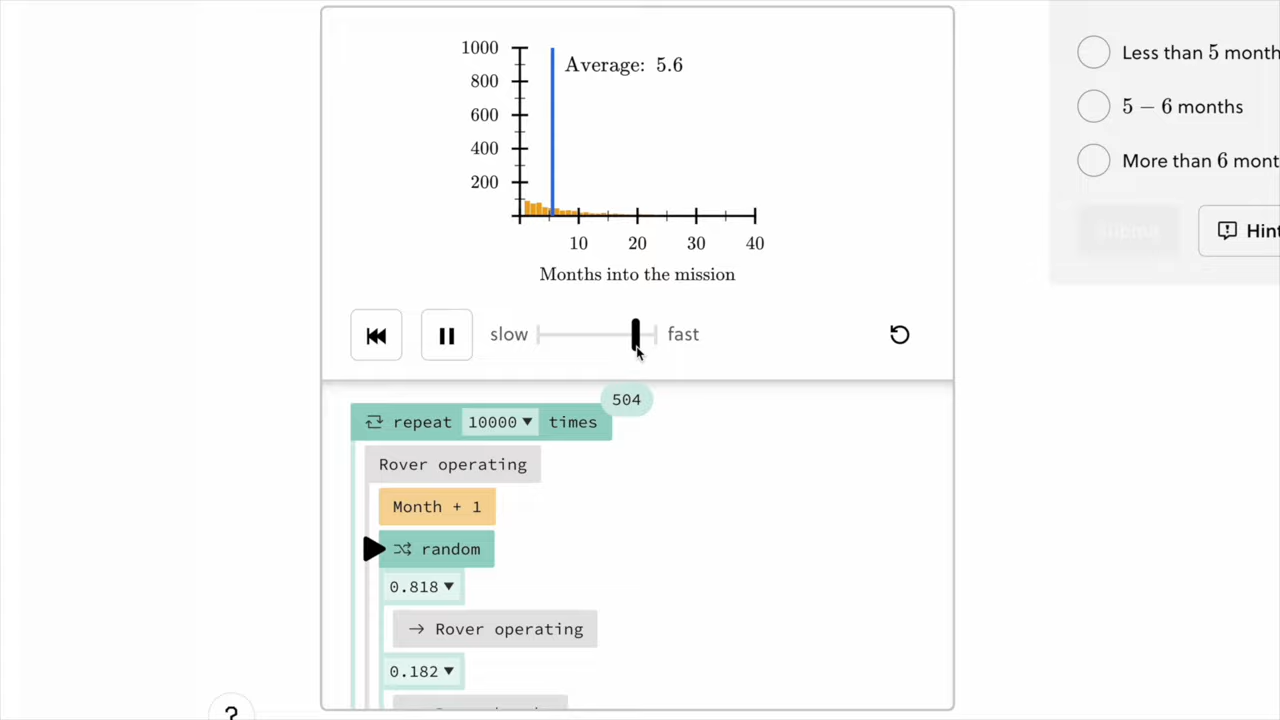 1000
Average: 5.6
800
600
400
200
10 20 30 40
Months into the mission
slow
fast
504
repeat 10000 times
Rover operating
Month + 1
random
0.818
→ Rover operating
0.182
?
Less than 5 month
5 – 6 months
More than 6 mont
Submit
Hint